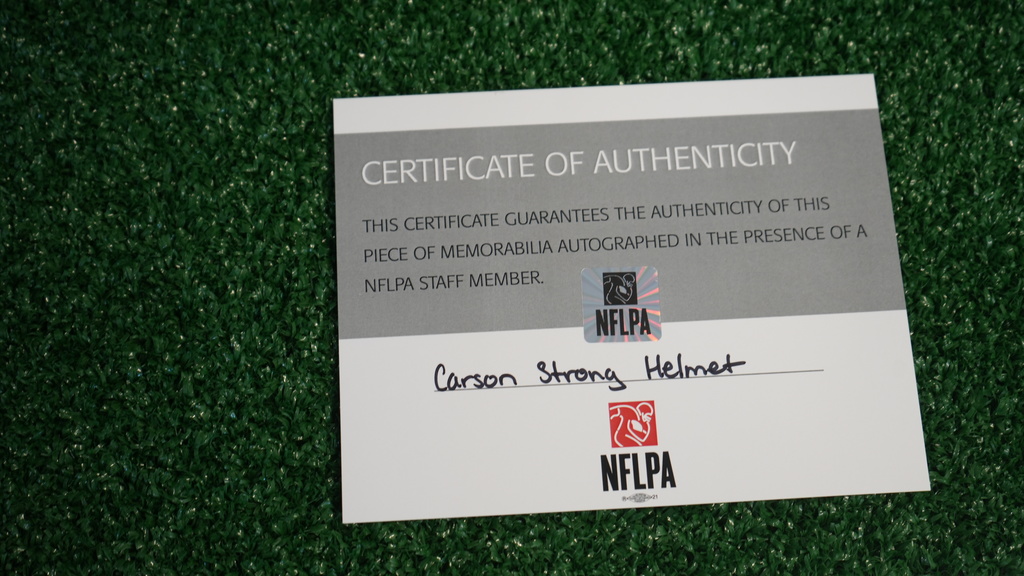 CERTIFICATE OF AUTHENTICITY
THIS CERTIFICATE GUARANTEES THE AUTHENTICITY OF THIS
PIECE OF MEMORABILIA AUTOGRAPHED IN THE PRESENCE OF A
NFLPA STAFF MEMBER.
NFLPA
Carson Strong Helmet
NFLPA